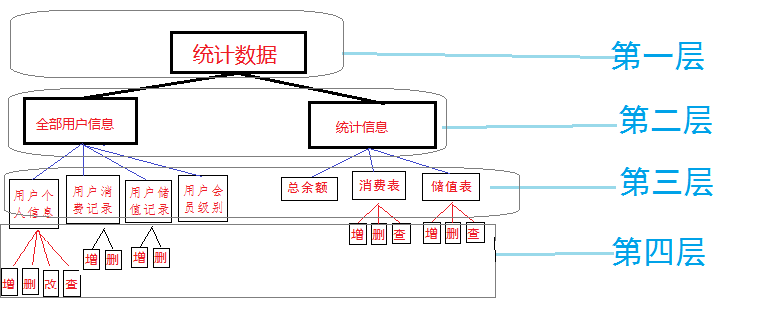 统计数据
第一层
全部用户信息
统计信息
第二层
用户个
人信息
用户消
费记录
用户储
值记录
用户会
员级别
总余额
消费表
储值表
第三层
增
删
改
查
增
删
增
删
增
删
查
增
删
查
第四层